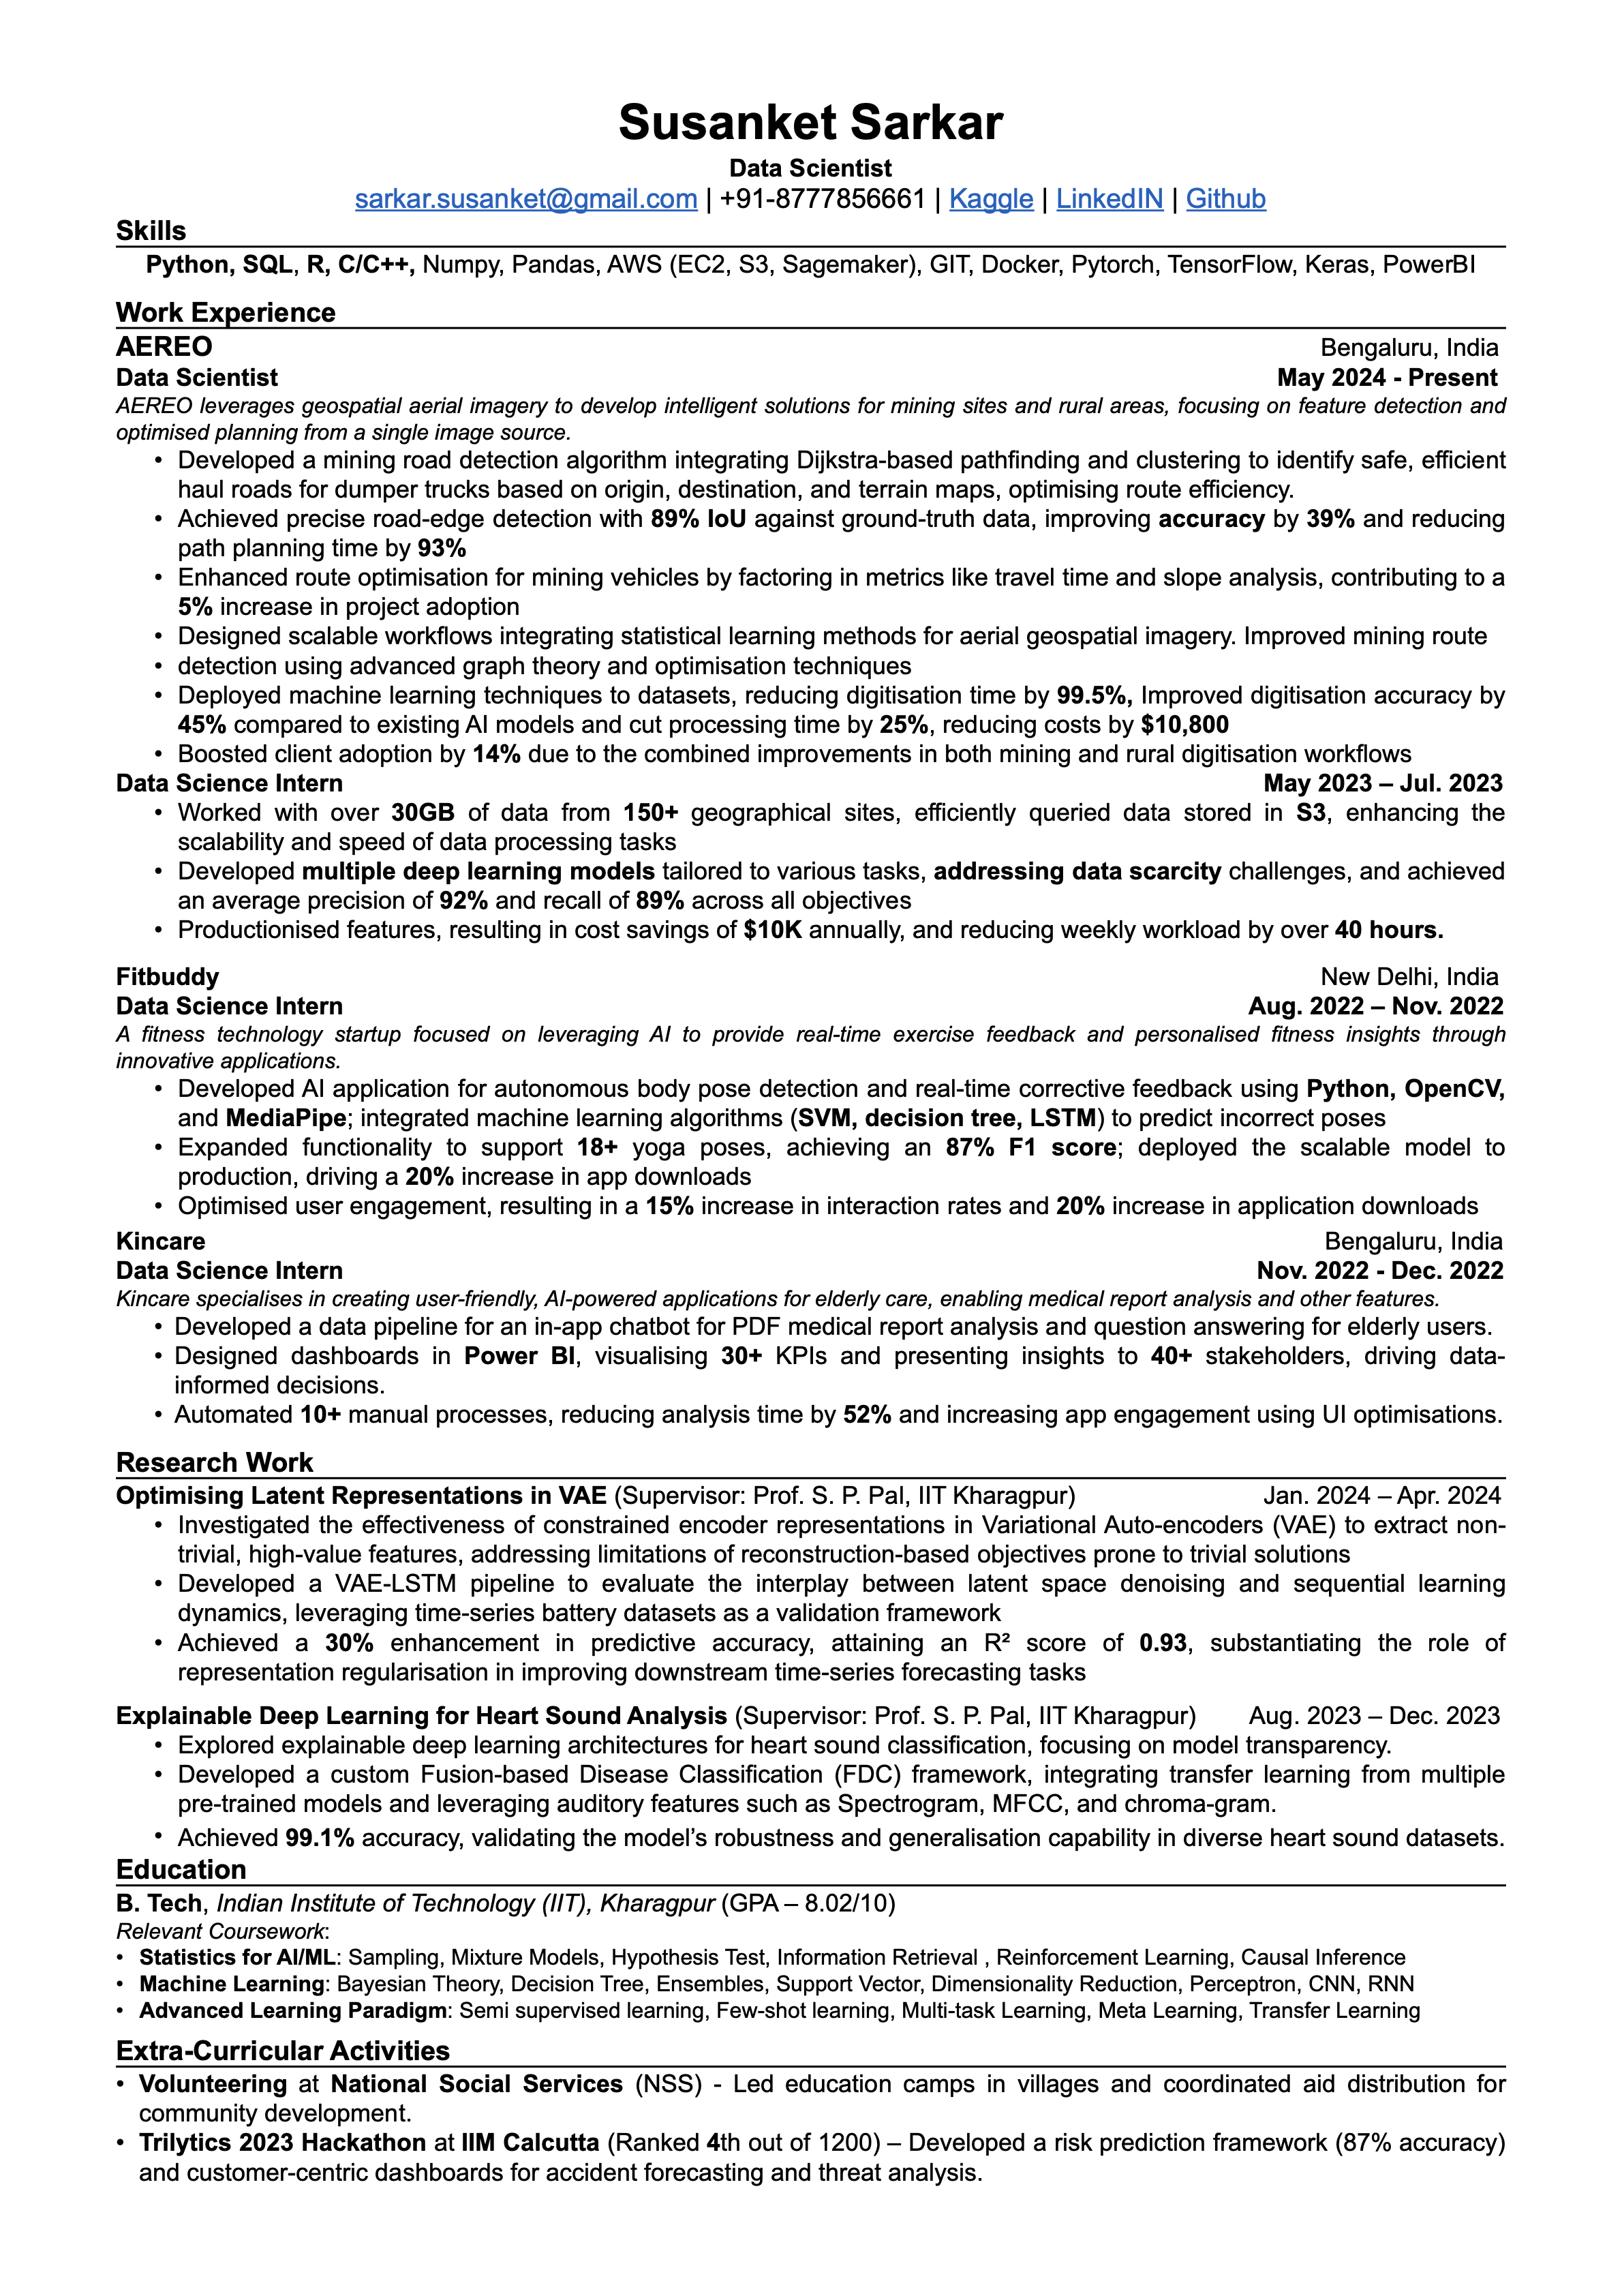 Susanket Sarkar
Data Scientist
sarkar.susanket@gmail.com | +91-8777856661 | Kaggle | LinkedIN | Github
Skills
Python, SQL, R, C/C++, Numpy, Pandas, AWS (EC2, S3, Sagemaker), GIT, Docker, Pytorch, TensorFlow, Keras, PowerBI
Work Experience
AEREO Bengaluru, India
Data Scientist May 2024 - Present
AEREO leverages geospatial aerial imagery to develop intelligent solutions for mining sites and rural areas, focusing on feature detection and
optimised planning from a single image source.
• Developed a mining road detection algorithm integrating Dijkstra-based pathfinding and clustering to identify safe, efficient
haul roads for dumper trucks based on origin, destination, and terrain maps, optimising route efficiency.
• Achieved precise road-edge detection with 89% IoU against ground-truth data, improving accuracy by 39% and reducing
path planning time by 93%
• Enhanced route optimisation for mining vehicles by factoring in metrics like travel time and slope analysis, contributing to a
5% increase in project adoption
• Designed scalable workflows integrating statistical learning methods for aerial geospatial imagery. Improved mining route
• detection using advanced graph theory and optimisation techniques
• Deployed machine learning techniques to datasets, reducing digitisation time by 99.5%, Improved digitisation accuracy by
45% compared to existing AI models and cut processing time by 25%, reducing costs by $10,800
• Boosted client adoption by 14% due to the combined improvements in both mining and rural digitisation workflows
Data Science Intern May 2023 – Jul. 2023
• Worked with over 30GB of data from 150+ geographical sites, efficiently queried data stored in S3, enhancing the
scalability and speed of data processing tasks
• Developed multiple deep learning models tailored to various tasks, addressing data scarcity challenges, and achieved
an average precision of 92% and recall of 89% across all objectives
• Productionised features, resulting in cost savings of $10K annually, and reducing weekly workload by over 40 hours.
Fitbuddy New Delhi, India
Data Science Intern Aug. 2022 – Nov. 2022
A fitness technology startup focused on leveraging AI to provide real-time exercise feedback and personalised fitness insights through
innovative applications.
• Developed AI application for autonomous body pose detection and real-time corrective feedback using Python, OpenCV,
and MediaPipe; integrated machine learning algorithms (SVM, decision tree, LSTM) to predict incorrect poses
• Expanded functionality to support 18+ yoga poses, achieving an 87% F1 score; deployed the scalable model to
production, driving a 20% increase in app downloads
• Optimised user engagement, resulting in a 15% increase in interaction rates and 20% increase in application downloads
Kincare Bengaluru, India
Data Science Intern Nov. 2022 - Dec. 2022
Kincare specialises in creating user-friendly, AI-powered applications for elderly care, enabling medical report analysis and other features.
• Developed a data pipeline for an in-app chatbot for PDF medical report analysis and question answering for elderly users.
• Designed dashboards in Power BI, visualising 30+ KPIs and presenting insights to 40+ stakeholders, driving data-
informed decisions.
• Automated 10+ manual processes, reducing analysis time by 52% and increasing app engagement using UI optimisations.
Research Work
Optimising Latent Representations in VAE (Supervisor: Prof. S. P. Pal, IIT Kharagpur) Jan. 2024 – Apr. 2024
• Investigated the effectiveness of constrained encoder representations in Variational Auto-encoders (VAE) to extract non-
trivial, high-value features, addressing limitations of reconstruction-based objectives prone to trivial solutions
• Developed a VAE-LSTM pipeline to evaluate the interplay between latent space denoising and sequential learning
dynamics, leveraging time-series battery datasets as a validation framework
• Achieved a 30% enhancement in predictive accuracy, attaining an R² score of 0.93, substantiating the role of
representation regularisation in improving downstream time-series forecasting tasks
Explainable Deep Learning for Heart Sound Analysis (Supervisor: Prof. S. P. Pal, IIT Kharagpur) Aug. 2023 – Dec. 2023
• Explored explainable deep learning architectures for heart sound classification, focusing on model transparency.
• Developed a custom Fusion-based Disease Classification (FDC) framework, integrating transfer learning from multiple
pre-trained models and leveraging auditory features such as Spectrogram, MFCC, and chroma-gram.
• Achieved 99.1% accuracy, validating the model’s robustness and generalisation capability in diverse heart sound datasets.
Education
B. Tech, Indian Institute of Technology (IIT), Kharagpur (GPA – 8.02/10)
Relevant Coursework:
• Statistics for AI/ML: Sampling, Mixture Models, Hypothesis Test, Information Retrieval , Reinforcement Learning, Causal Inference
• Machine Learning: Bayesian Theory, Decision Tree, Ensembles, Support Vector, Dimensionality Reduction, Perceptron, CNN, RNN
• Advanced Learning Paradigm: Semi supervised learning, Few-shot learning, Multi-task Learning, Meta Learning, Transfer Learning
Extra-Curricular Activities
• Volunteering at National Social Services (NSS) - Led education camps in villages and coordinated aid distribution for
community development.
• Trilytics 2023 Hackathon at IIM Calcutta (Ranked 4th out of 1200) – Developed a risk prediction framework (87% accuracy)
and customer-centric dashboards for accident forecasting and threat analysis.